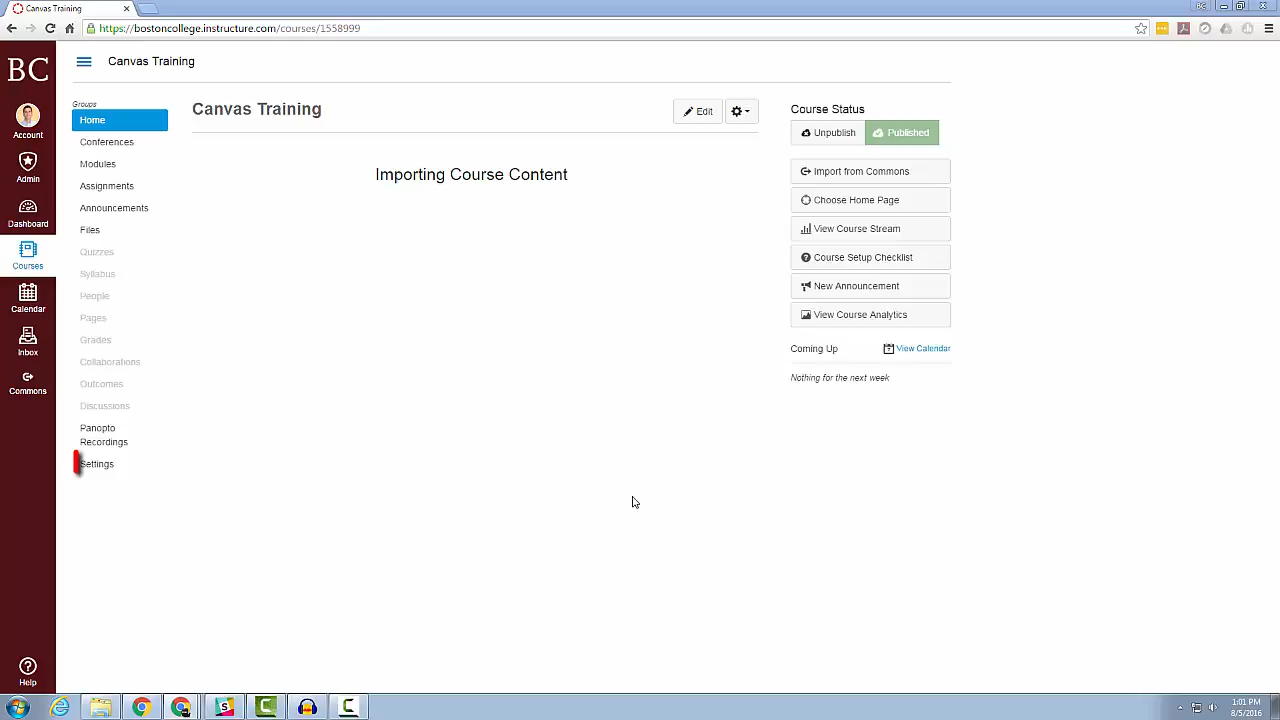 Canvas Training
https://bostoncollege.instructure.com/courses/1558999
BC
Account
Admin
Dashboard
Courses
Calendar
Inbox
Commons
Help
Canvas Training
Groups
Home
Conferences
Modules
Assignments
Announcements
Files
Quizzes
Syllabus
People
Pages
Grades
Collaborations
Outcomes
Discussions
Panopto
Recordings
Settings
Canvas Training
Edit
Importing Course Content
Course Status
Unpublish
Published
Import from Commons
Choose Home Page
View Course Stream
Course Setup Checklist
New Announcement
View Course Analytics
Coming Up
View Calendar
Nothing for the next week
1:01 PM
8/5/2016